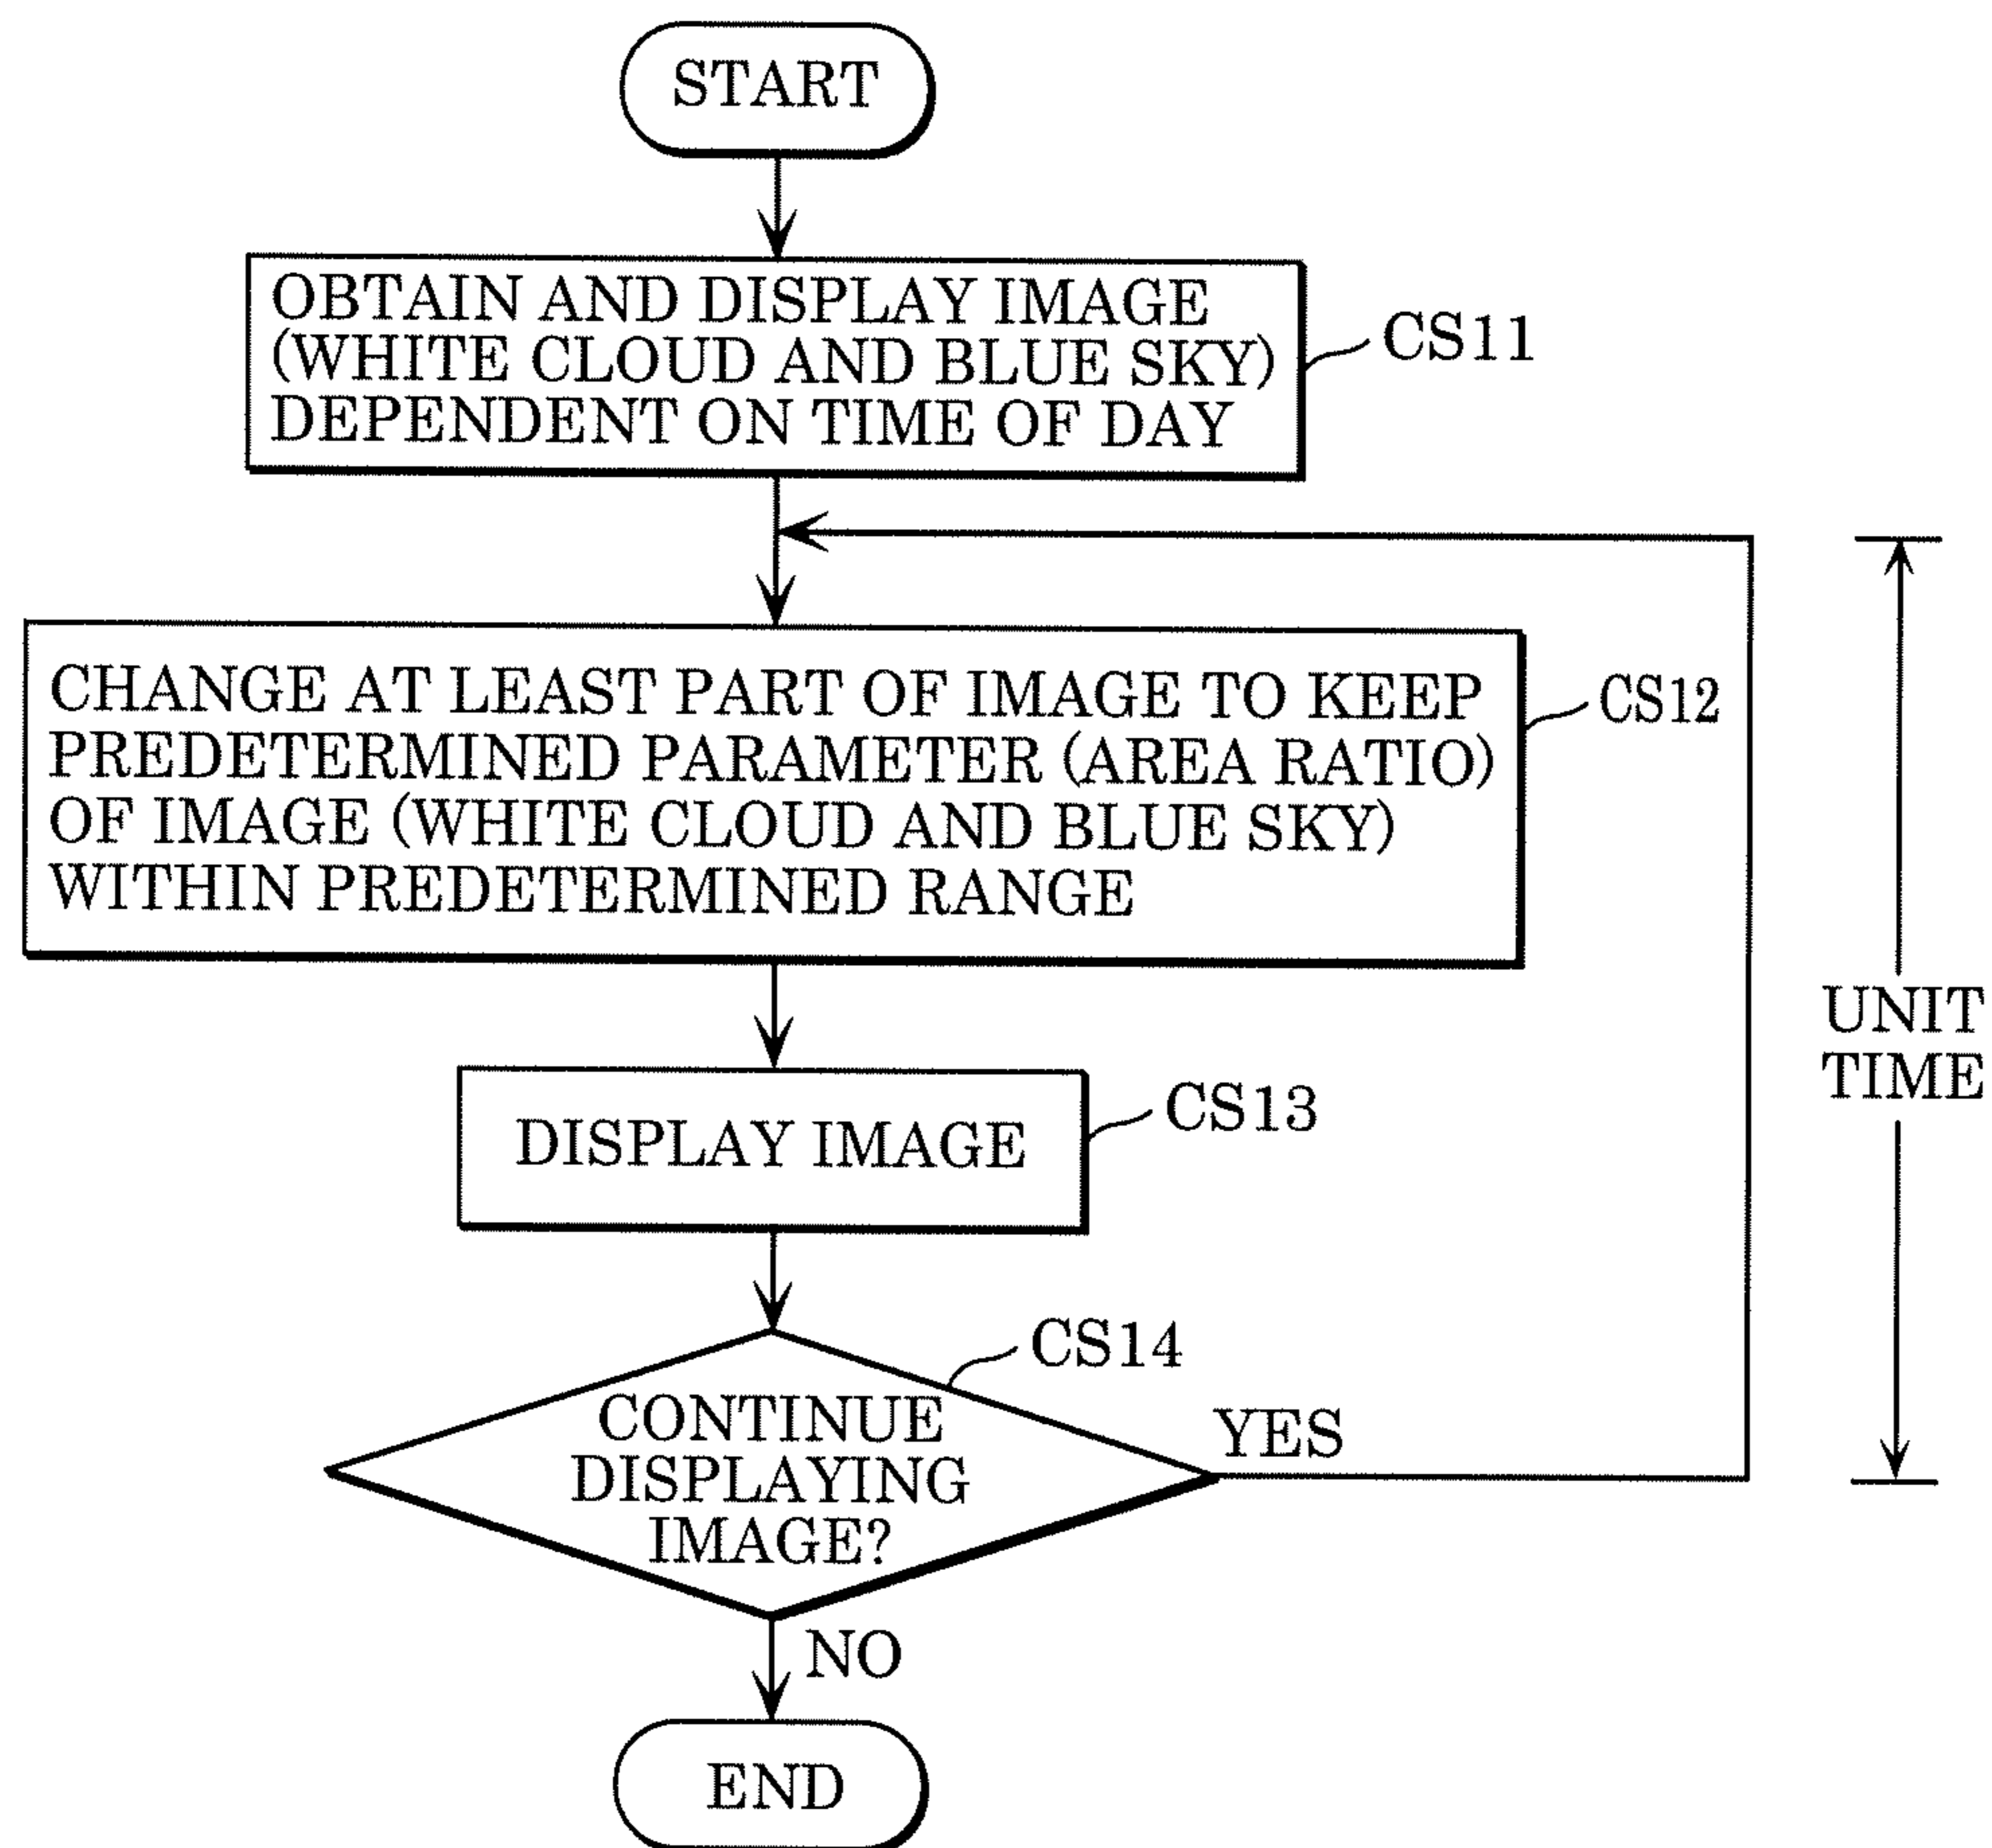 START
OBTAIN AND DISPLAY IMAGE
(WHITE CLOUD AND BLUE SKY)
DEPENDENT ON TIME OF DAY
CS11
CHANGE AT LEAST PART OF IMAGE TO KEEP
PREDETERMINED PARAMETER (AREA RATIO)
OF IMAGE (WHITE CLOUD AND BLUE SKY)
WITHIN PREDETERMINED RANGE
CS12
UNIT
TIME
DISPLAY IMAGE
CS13
CS14
CONTINUE
DISPLAYING
IMAGE?
YES
NO
END